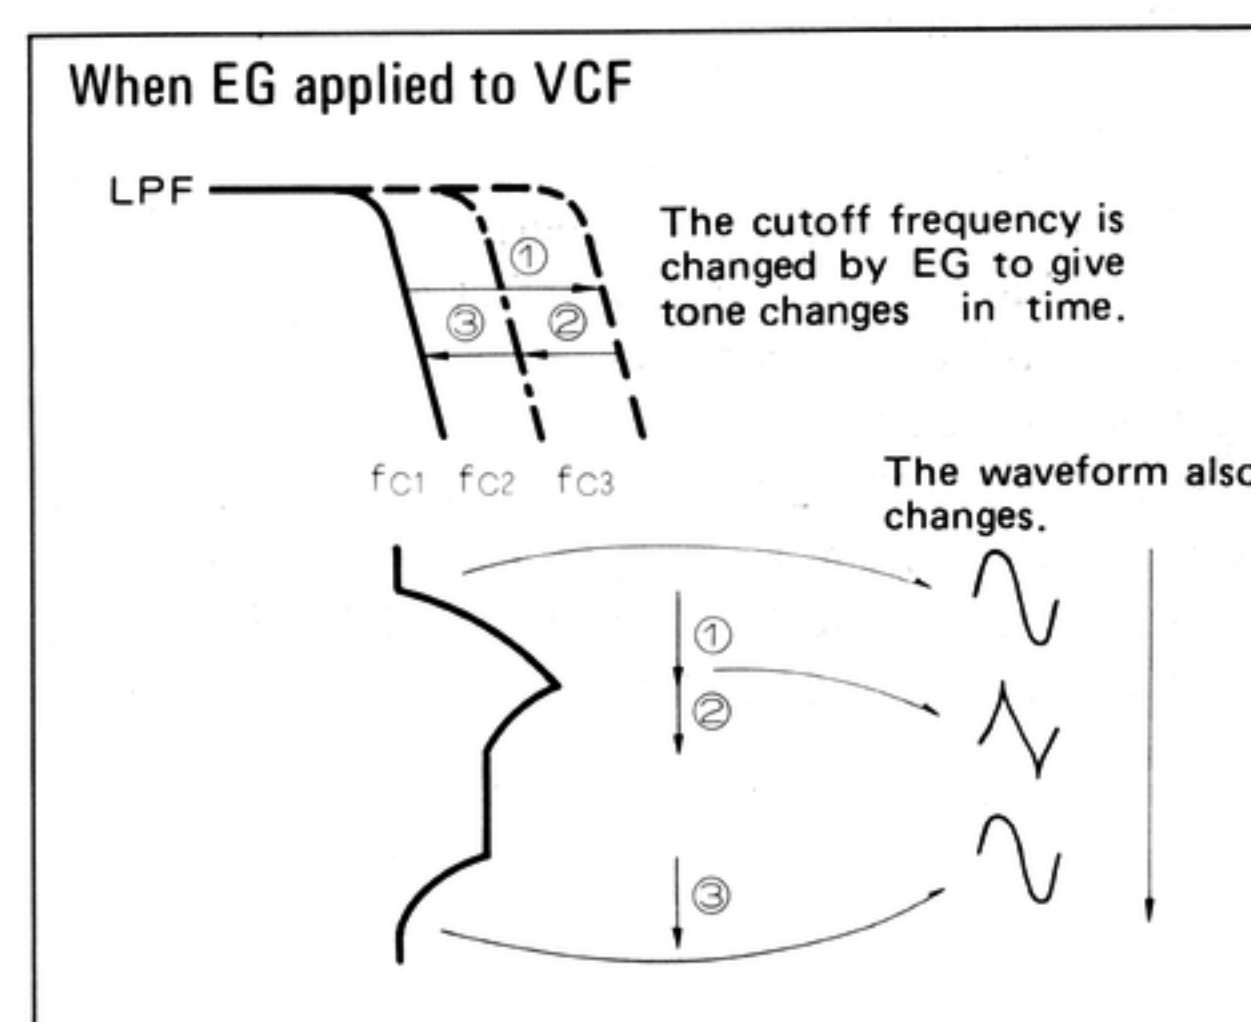 When EG applied to VCF
LPF
①
The cutoff frequency is
changed by EG to give
tone changes in time.
③ ②
fC1 fC2 fC3
The waveform also
changes.
①
②
③